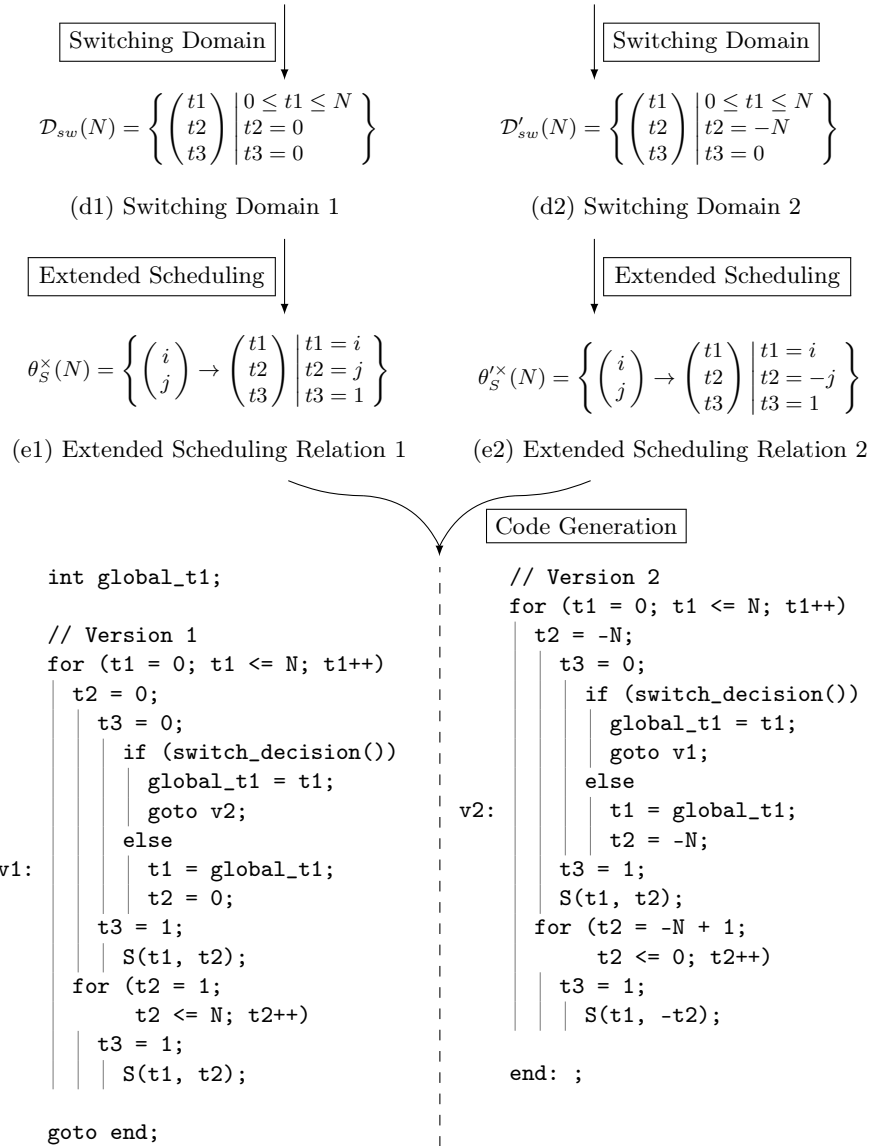 Switching Domain
𝒟sw(N) = { ( t1 t2 t3 ) | 0 ≤ t1 ≤ N
t2 = 0
t3 = 0 }
(d1) Switching Domain 1
Switching Domain
𝒟′sw(N) = { ( t1 t2 t3 ) | 0 ≤ t1 ≤ N
t2 = −N
t3 = 0 }
(d2) Switching Domain 2
Extended Scheduling
θ×S(N) = { ( i j ) → ( t1 t2 t3 ) | t1 = i
t2 = j
t3 = 1 }
(e1) Extended Scheduling Relation 1
Extended Scheduling
θ′×S(N) = { ( i j ) → ( t1 t2 t3 ) | t1 = i
t2 = −j
t3 = 1 }
(e2) Extended Scheduling Relation 2
Code Generation
int global_t1;
// Version 1
for (t1 = 0; t1 <= N; t1++)
t2 = 0;
t3 = 0;
if (switch_decision())
global_t1 = t1;
goto v2;
else
v1: t1 = global_t1;
t2 = 0;
t3 = 1;
S(t1, t2);
for (t2 = 1;
t2 <= N; t2++)
t3 = 1;
S(t1, t2);
goto end;
// Version 2
for (t1 = 0; t1 <= N; t1++)
t2 = -N;
t3 = 0;
if (switch_decision())
global_t1 = t1;
goto v1;
else
v2: t1 = global_t1;
t2 = -N;
t3 = 1;
S(t1, t2);
for (t2 = -N + 1;
t2 <= 0; t2++)
t3 = 1;
S(t1, -t2);
end: ;